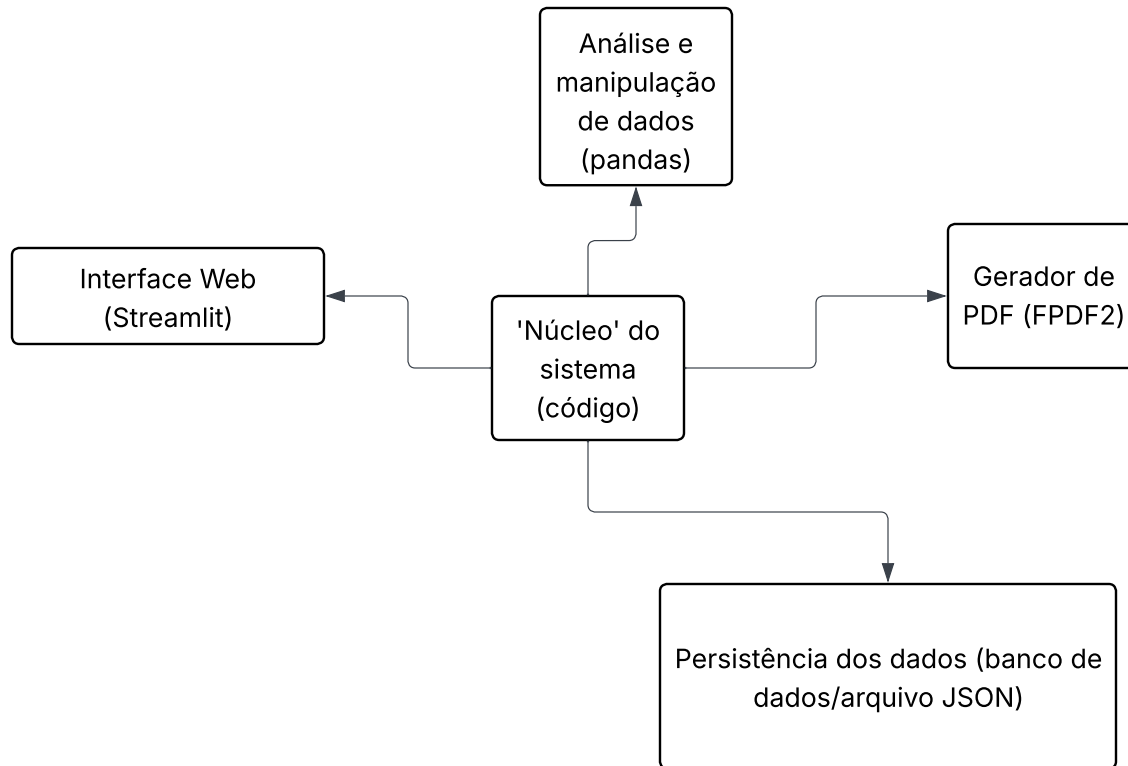 Análise e
manipulação
de dados
(pandas)
Interface Web
(Streamlit)
'Núcleo' do
sistema
(código)
Gerador de
PDF (FPDF2)
Persistência dos dados (banco de
dados/arquivo JSON)